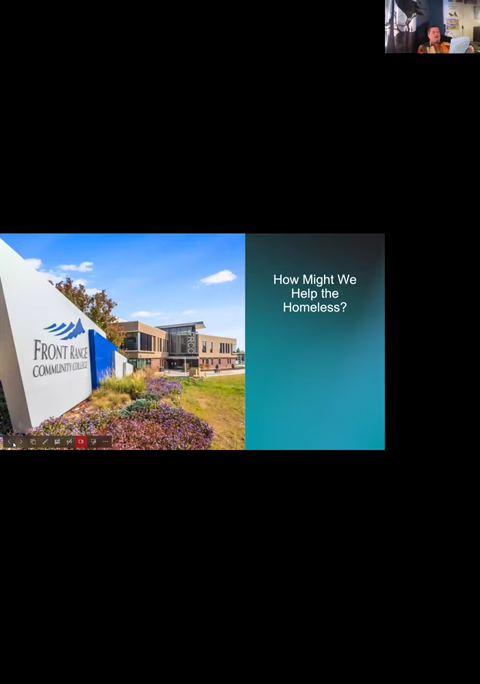 How Might We
Help the
Homeless?
FRONT RANGE
COMMUNITY COLLEGE